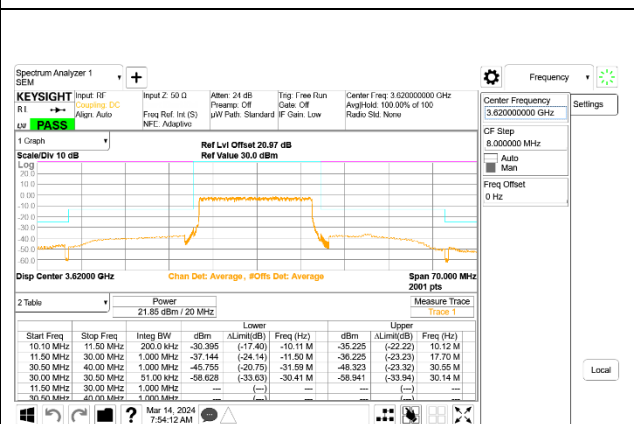 Spectrum Analyzer 1
SEM
Frequency
KEYSIGHT
Input: RF
Coupling: DC
Align: Auto
Input Z: 50 Ω
Freq Ref: Int (S)
NFE: Adaptive
Atten: 24 dB
Preamp: Off
µW Path: Standard
Trig: Free Run
Gate: Off
IF Gain: Low
Center Freq: 3.620000000 GHz
Avg|Hold: 100.00% of 100
Radio Std: None
PASS
Center Frequency
3.620000000 GHz
Settings
CF Step
8.000000 MHz
Auto
Man
Freq Offset
0 Hz
1 Graph
Scale/Div 10 dB
Ref Lvl Offset 20.97 dB
Ref Value 30.0 dBm
Log
20.0
10.0
0.00
-10.0
-20.0
-30.0
-40.0
-50.0
-60.0
Disp Center 3.62000 GHz
Chan Det: Average , #Offs Det: Average
Span 70.000 MHz
2001 pts
2 Table
Power
21.85 dBm / 20 MHz
Measure Trace
Trace 1
Lower Upper
Start Freq Stop Freq Integ BW dBm ΔLimit(dB) Freq (Hz) dBm ΔLimit(dB) Freq (Hz)
10.10 MHz 11.50 MHz 200.0 kHz -30.395 (-17.40) -10.11 M -35.225 (-22.22) 10.12 M
11.50 MHz 30.00 MHz 1.000 MHz -37.144 (-24.14) -11.50 M -36.225 (-23.23) 17.70 M
30.50 MHz 40.00 MHz 1.000 MHz -45.755 (-20.75) -31.59 M -48.323 (-23.32) 30.55 M
30.00 MHz 30.50 MHz 51.00 kHz -58.628 (-33.63) -30.41 M -58.941 (-33.94) 30.14 M
11.50 MHz 30.00 MHz 1.000 MHz --- (---) --- --- (---) ---
30.50 MHz 40.00 MHz 1.000 MHz --- (---) --- --- (---) ---
Local
?
Mar 14, 2024
7:54:12 AM